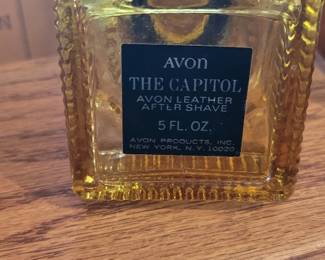 AVON
THE CAPITOL
AVON LEATHER
AFTER SHAVE
5 FL. OZ.
AVON PRODUCTS, INC.
NEW YORK, N.Y. 10020